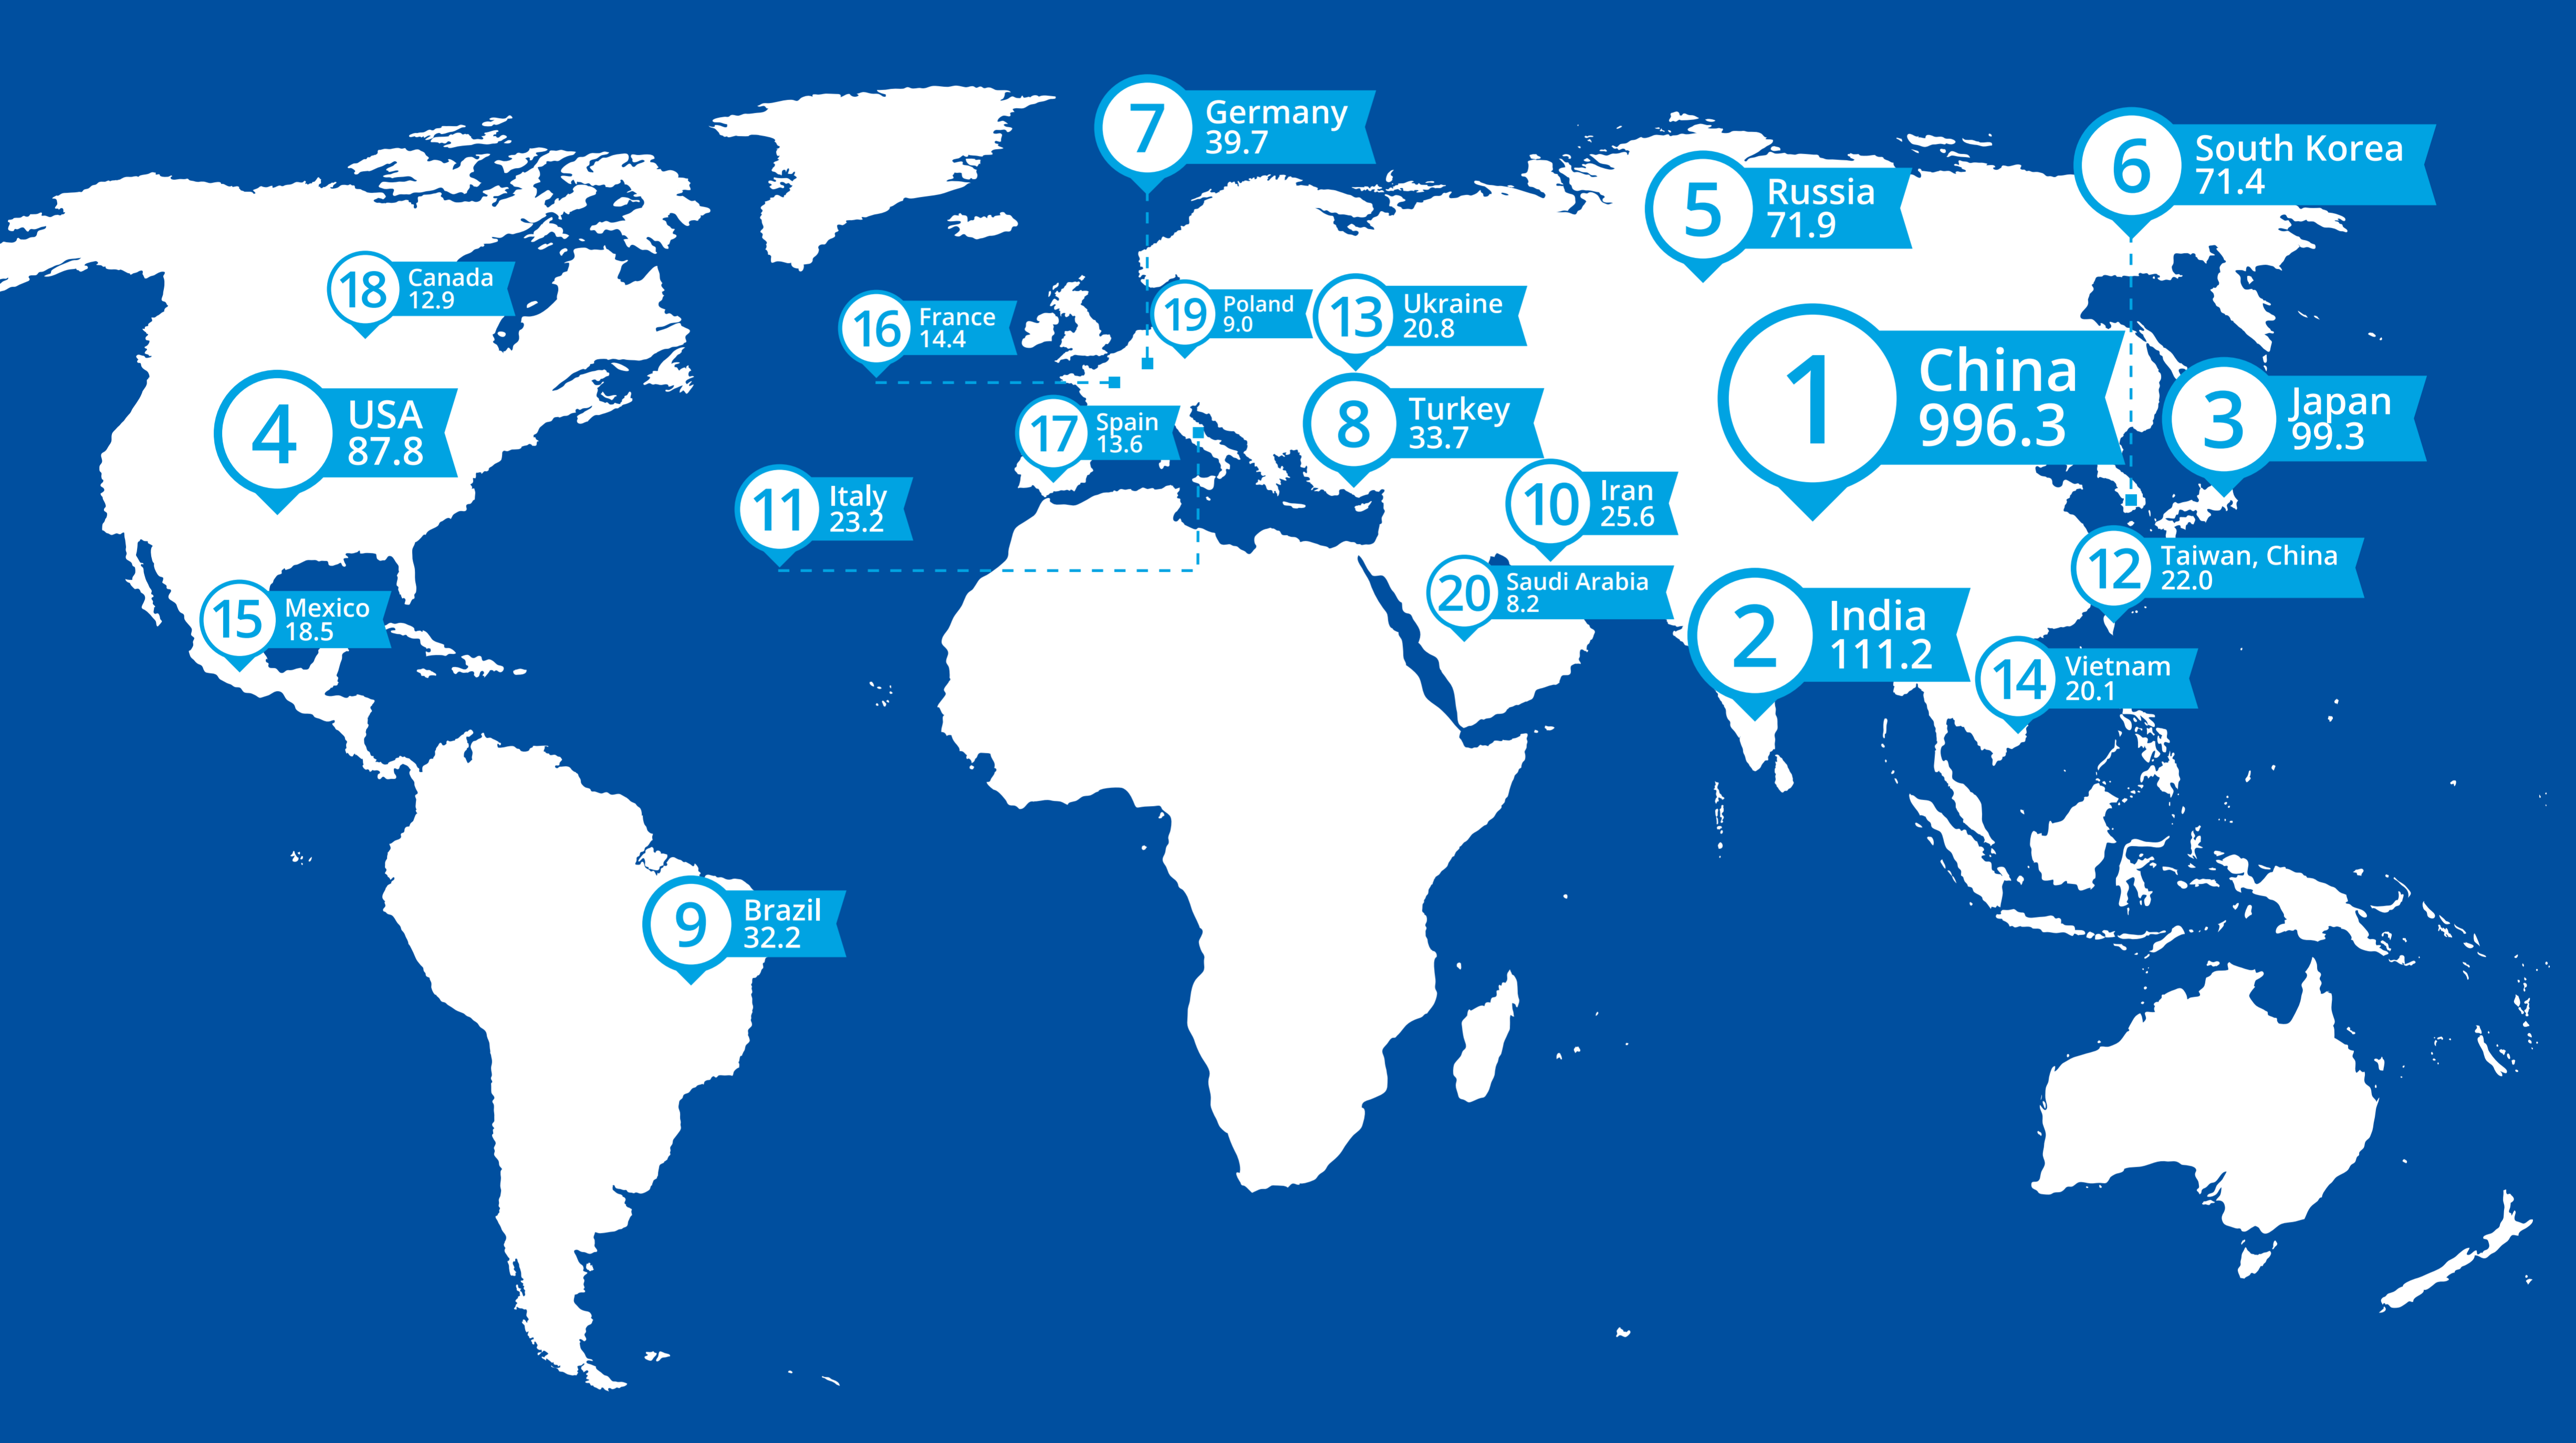 7
Germany
39.7
6
South Korea
71.4
5
Russia
71.9
18
Canada
12.9
16
France
14.4
19
Poland
9.0
13
Ukraine
20.8
1
China
996.3
4
USA
87.8
17
Spain
13.6
8
Turkey
33.7
3
Japan
99.3
11
Italy
23.2
10
Iran
25.6
12
Taiwan, China
22.0
20
Saudi Arabia
8.2
15
Mexico
18.5
2
India
111.2
14
Vietnam
20.1
9
Brazil
32.2